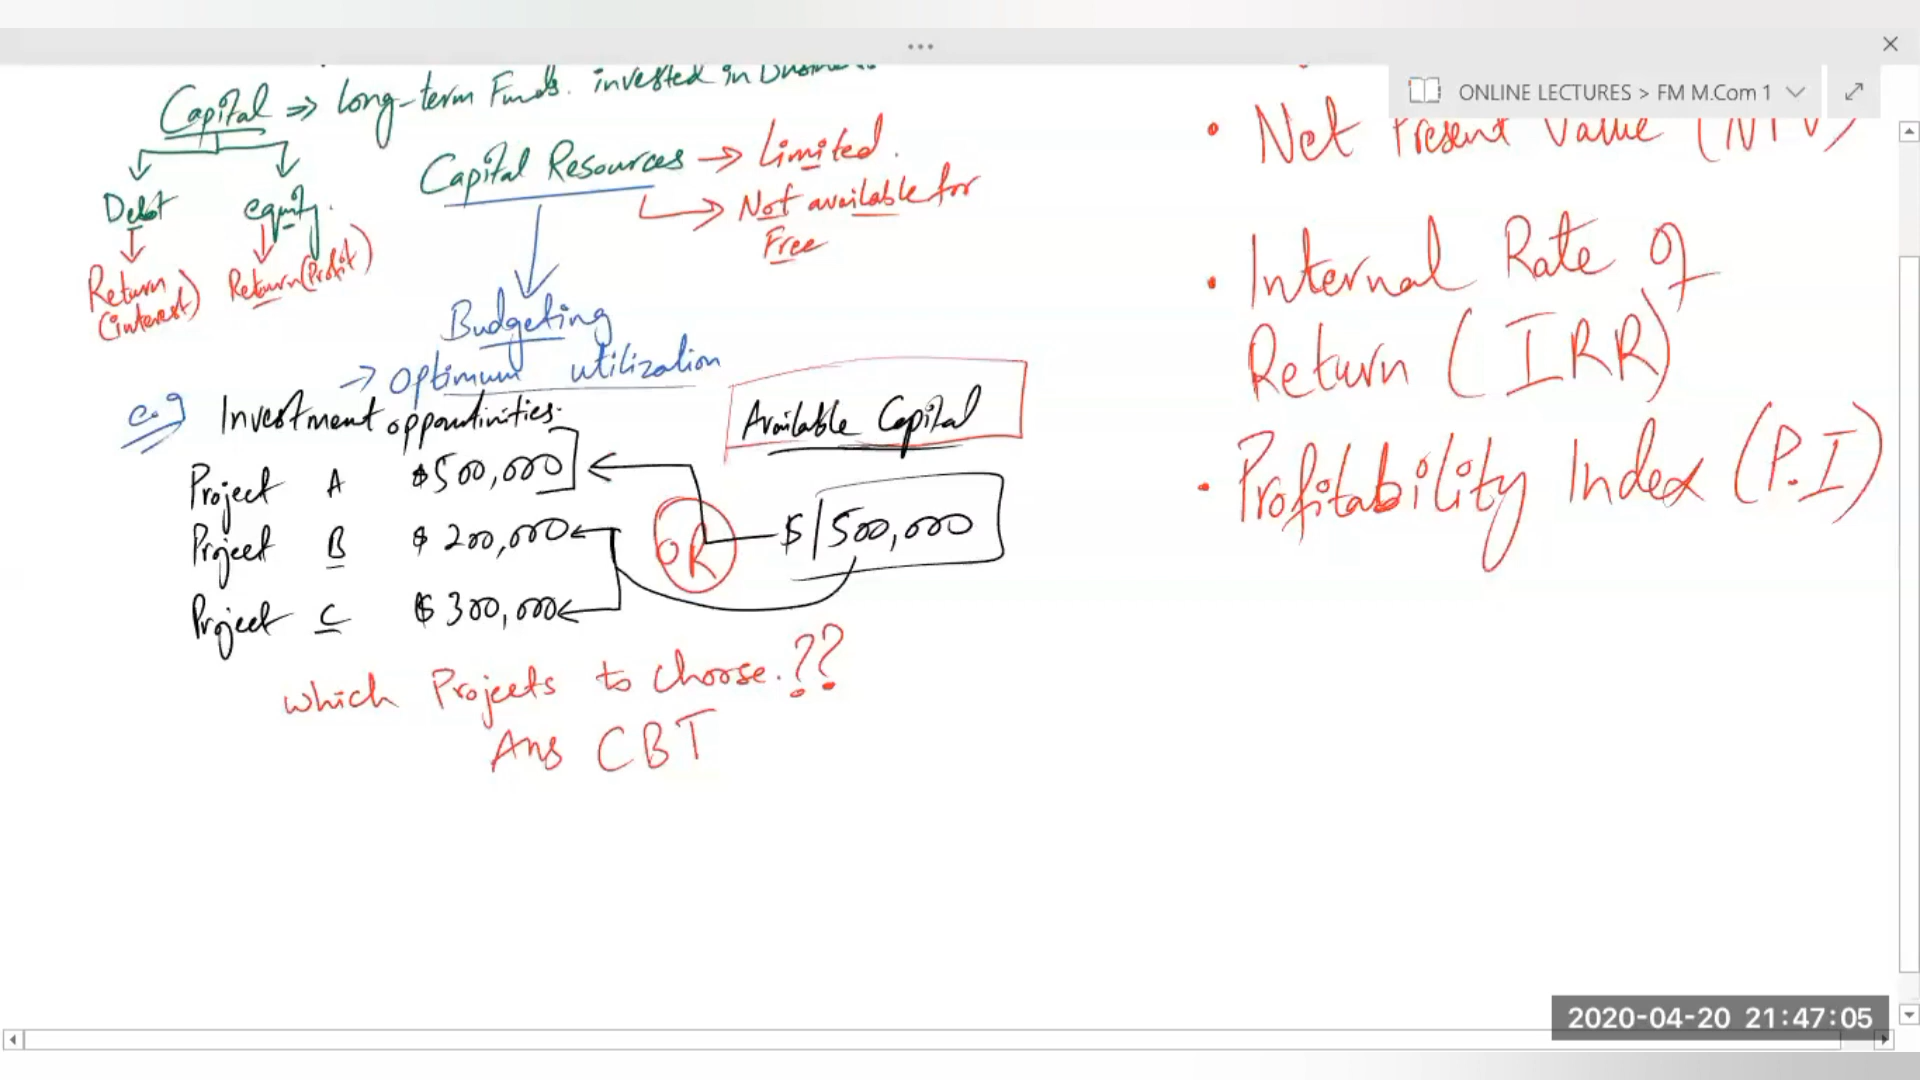 ONLINE LECTURES > FM M.Com 1
Capital ⇒ Long-term Funds. invested in Business
Debt equity.
Return (interest) Return (Profit)
Capital Resources → Limited.
→ Not available for
Free
Budgeting
→ Optimum utilization
e.g Investment opportunities.
Available Capital
Project A $500,000
Project B $ 200,000
Project C $ 300,000
OR
$ 500,000
which Projects to choose.??
Ans CBT
• Net Present Value (NPV)
• Internal Rate of
Return (IRR)
• Profitability Index (P.I)
2020-04-20 21:47:05